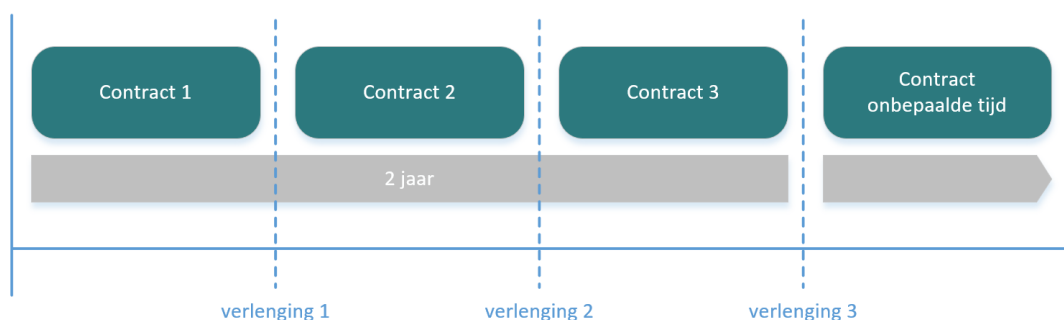 Contract 1
Contract 2
Contract 3
Contract
onbepaalde tijd
2 jaar
verlenging 1
verlenging 2
verlenging 3